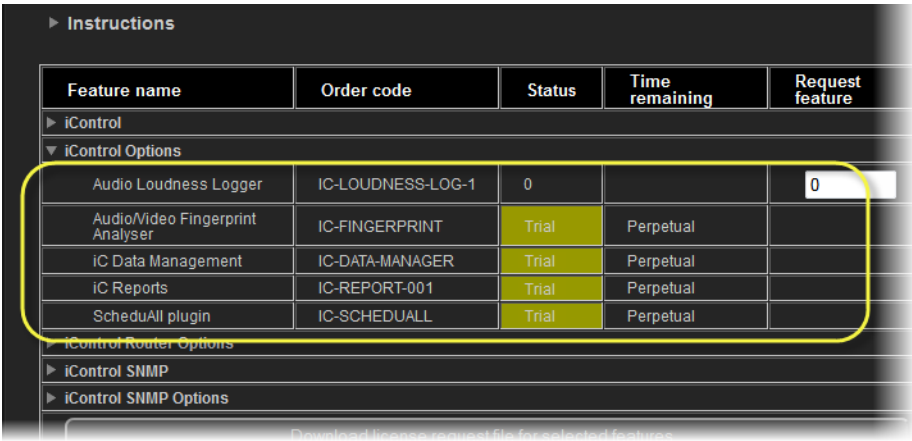 Instructions
Feature name Order code Status Time remaining Request feature
iControl
iControl Options
Audio Loudness Logger IC-LOUDNESS-LOG-1 0 0
Audio/Video Fingerprint Analyser IC-FINGERPRINT Trial Perpetual
iC Data Management IC-DATA-MANAGER Trial Perpetual
iC Reports IC-REPORT-001 Trial Perpetual
ScheduAll plugin IC-SCHEDUALL Trial Perpetual
iControl Router Options
iControl SNMP
iControl SNMP Options
Download license request file for selected features